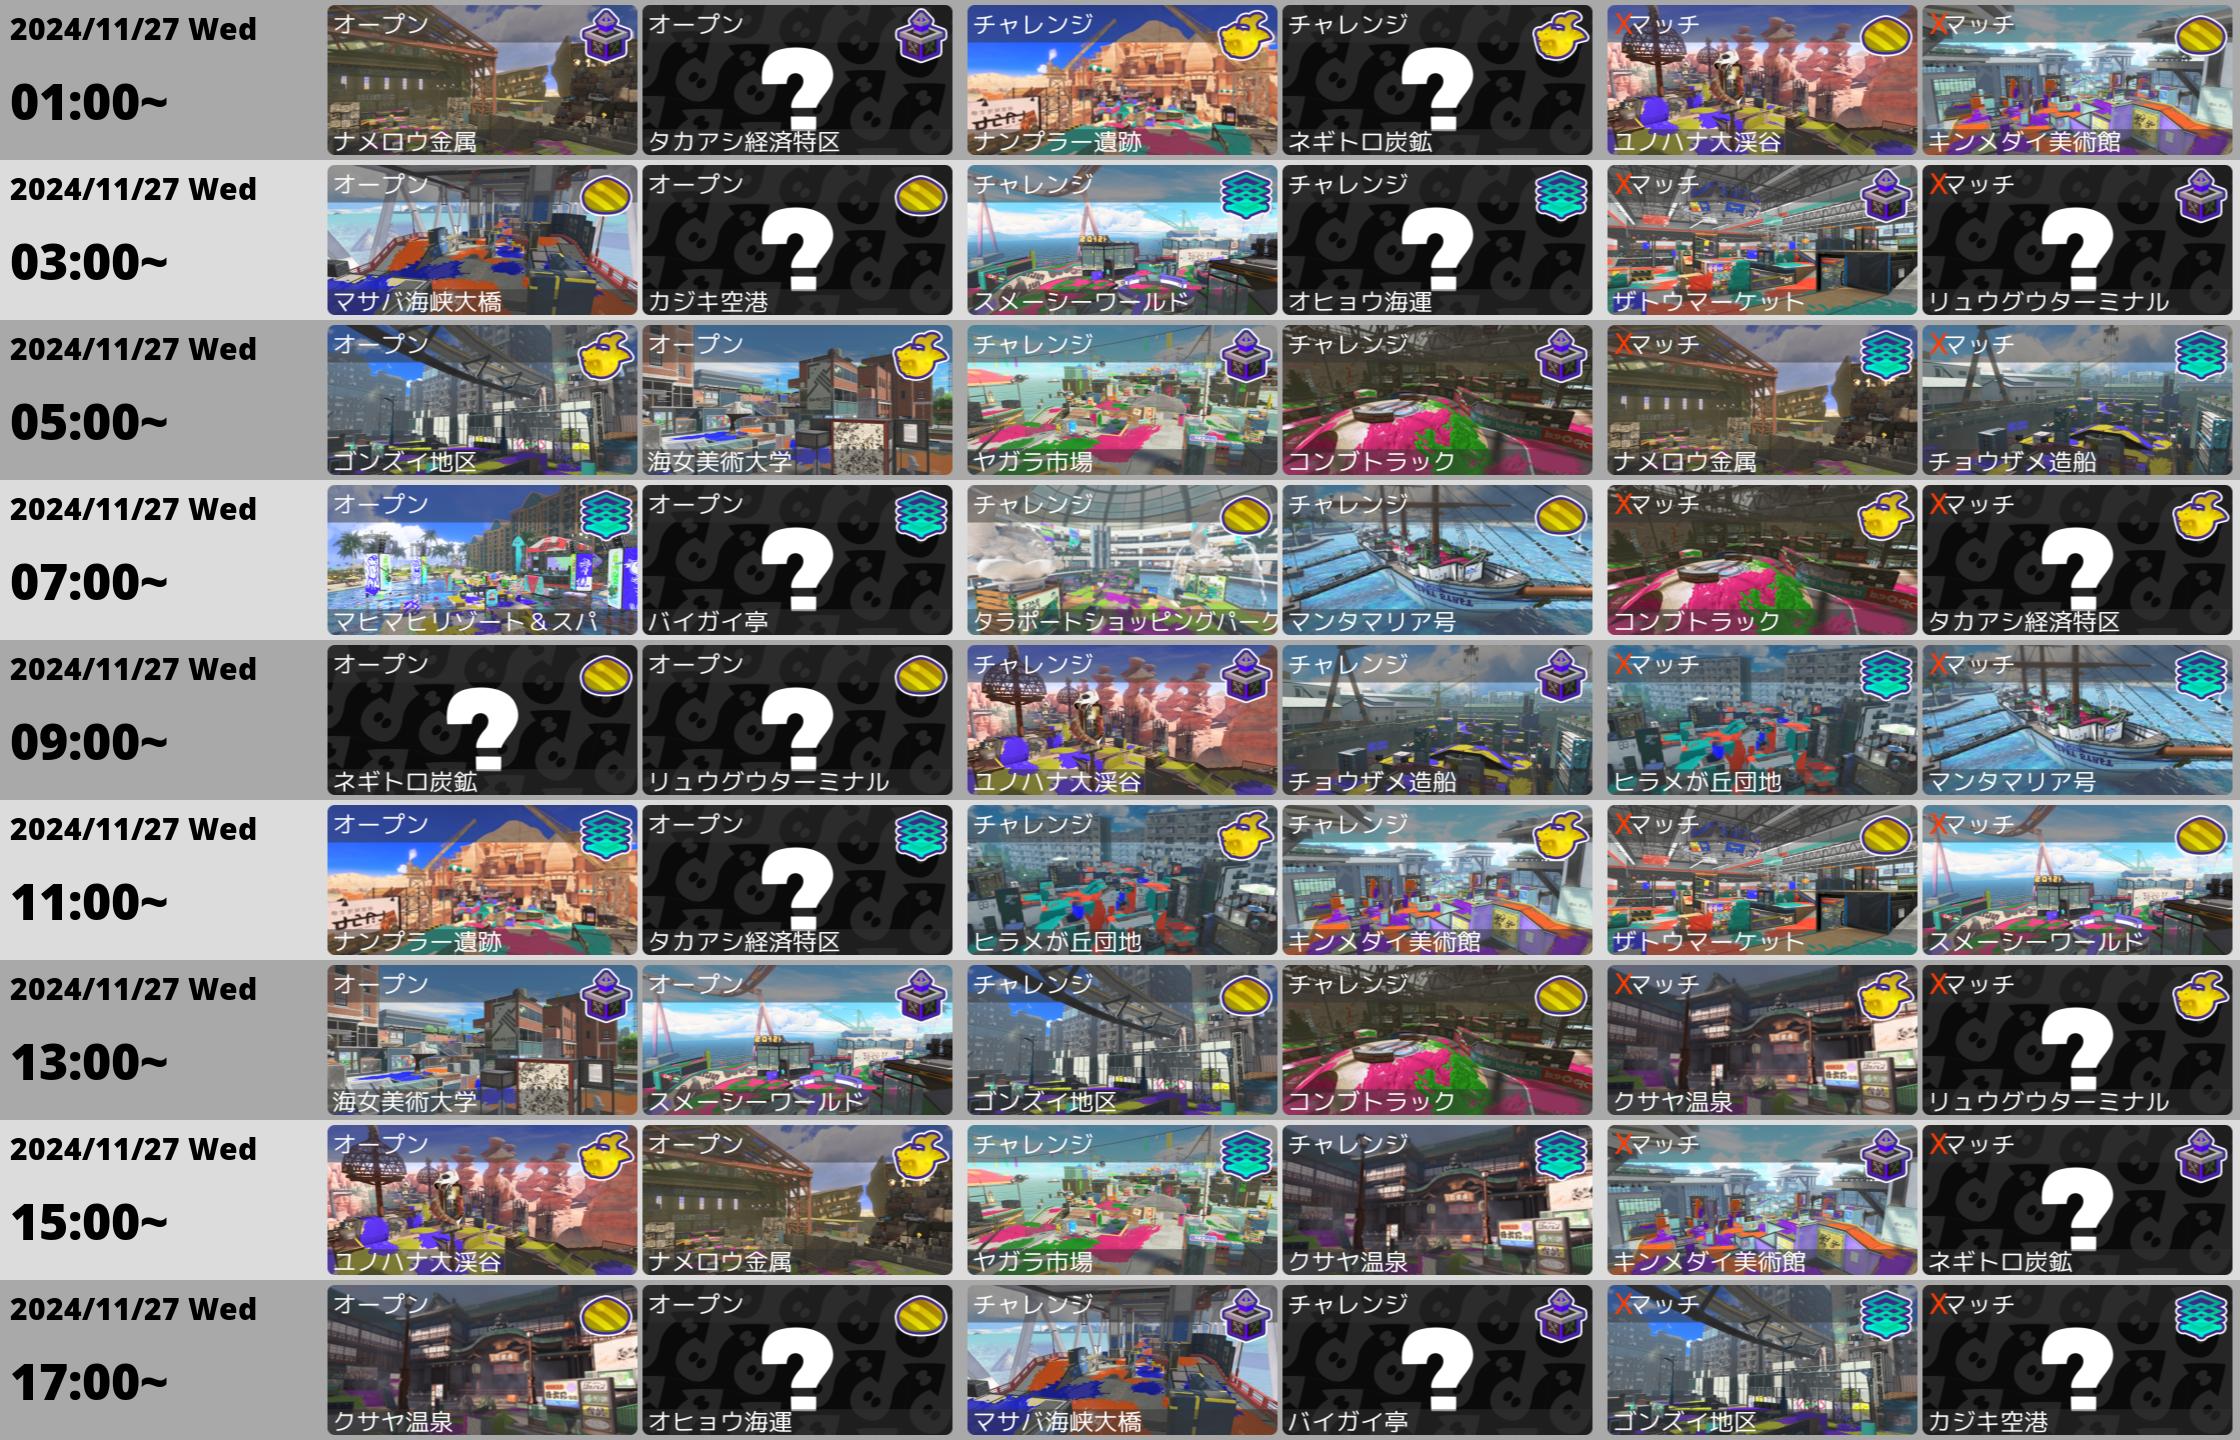 2024/11/27 Wed
01:00~
オープン
ナメロウ金属
オープン
タカアシ経済特区
チャレンジ
ナンプラー遺跡
チャレンジ
ネギトロ炭鉱
Xマッチ
ユノハナ大渓谷
Xマッチ
キンメダイ美術館
2024/11/27 Wed
03:00~
オープン
マサバ海峡大橋
オープン
カジキ空港
チャレンジ
スメーシーワールド
チャレンジ
オヒョウ海運
Xマッチ
ザトウマーケット
Xマッチ
リュウグウターミナル
2024/11/27 Wed
05:00~
オープン
ゴンズイ地区
オープン
海女美術大学
チャレンジ
ヤガラ市場
チャレンジ
コンブトラック
Xマッチ
ナメロウ金属
Xマッチ
チョウザメ造船
2024/11/27 Wed
07:00~
オープン
マヒマヒリゾート＆スパ
オープン
バイガイ亭
チャレンジ
タラポートショッピングパーク
チャレンジ
マンタマリア号
Xマッチ
コンブトラック
Xマッチ
タカアシ経済特区
2024/11/27 Wed
09:00~
オープン
ネギトロ炭鉱
オープン
リュウグウターミナル
チャレンジ
ユノハナ大渓谷
チャレンジ
チョウザメ造船
Xマッチ
ヒラメが丘団地
Xマッチ
マンタマリア号
2024/11/27 Wed
11:00~
オープン
ナンプラー遺跡
オープン
タカアシ経済特区
チャレンジ
ヒラメが丘団地
チャレンジ
キンメダイ美術館
Xマッチ
ザトウマーケット
Xマッチ
スメーシーワールド
2024/11/27 Wed
13:00~
オープン
海女美術大学
オープン
スメーシーワールド
チャレンジ
ゴンズイ地区
チャレンジ
コンブトラック
Xマッチ
クサヤ温泉
Xマッチ
リュウグウターミナル
2024/11/27 Wed
15:00~
オープン
ユノハナ大渓谷
オープン
ナメロウ金属
チャレンジ
ヤガラ市場
チャレンジ
クサヤ温泉
Xマッチ
キンメダイ美術館
Xマッチ
ネギトロ炭鉱
2024/11/27 Wed
17:00~
オープン
クサヤ温泉
オープン
オヒョウ海運
チャレンジ
マサバ海峡大橋
チャレンジ
バイガイ亭
Xマッチ
ゴンズイ地区
Xマッチ
カジキ空港